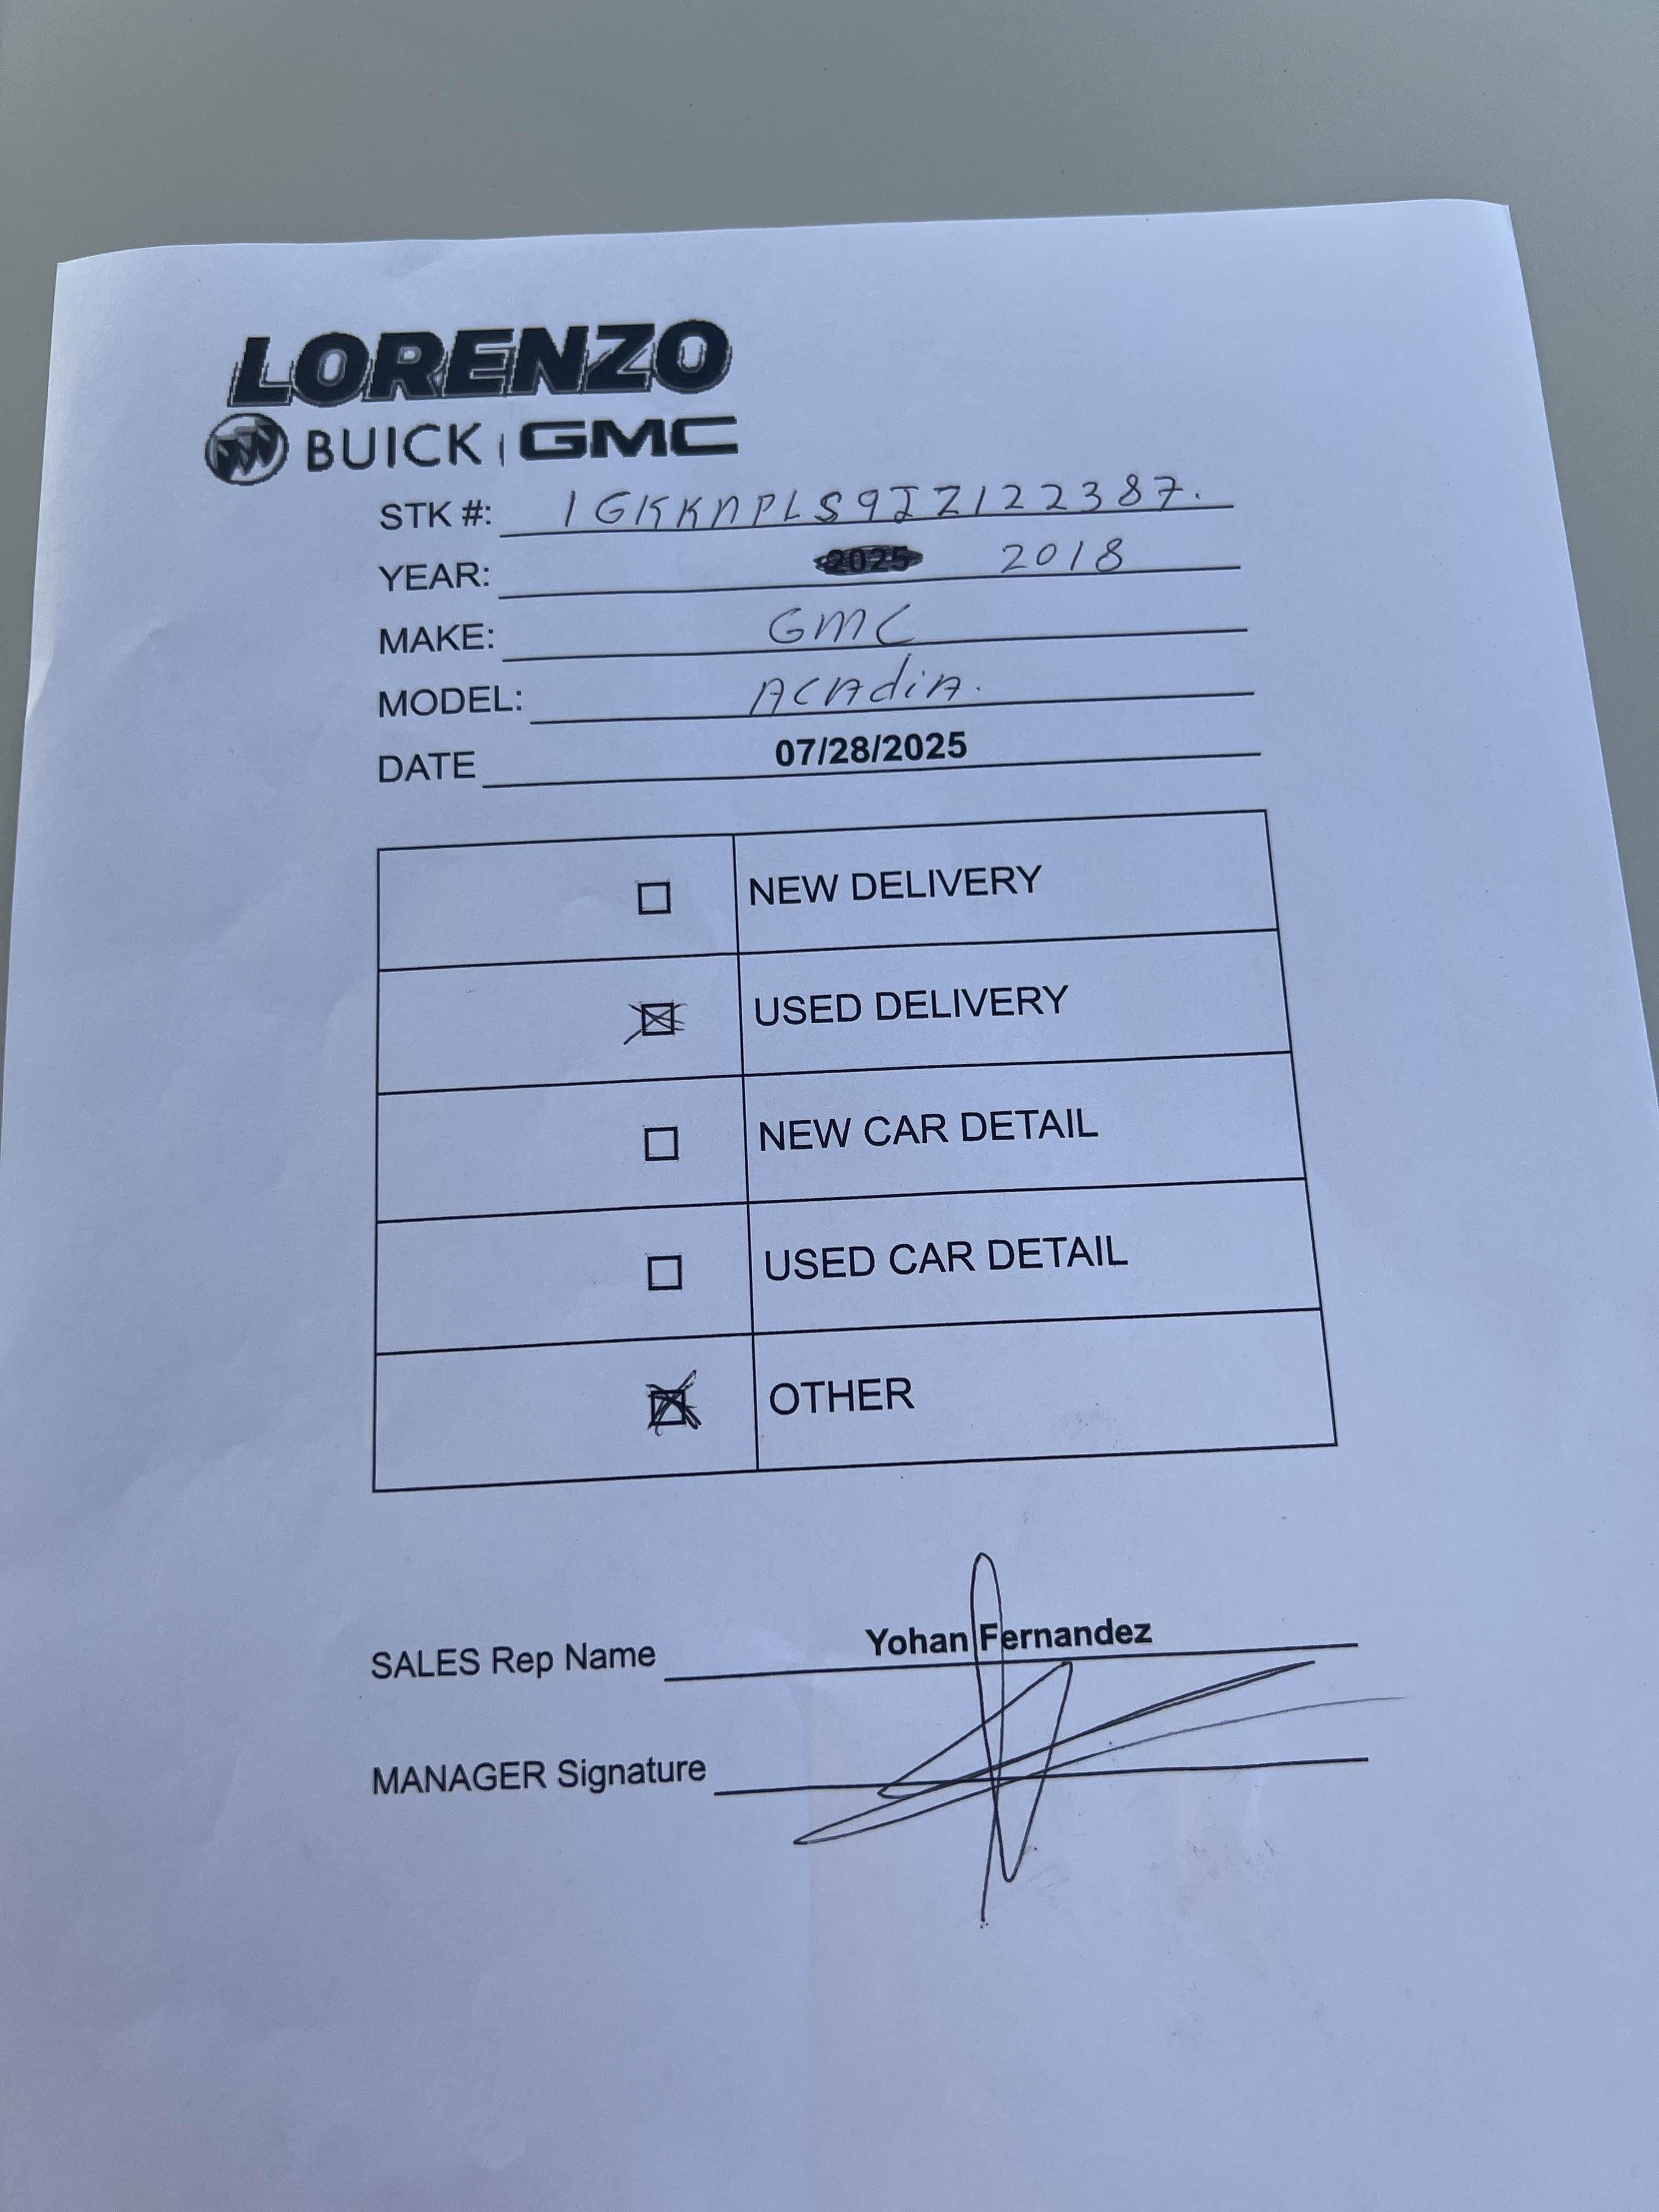 LORENZO
BUICK | GMC
STK #: 1GKKNPLS9JZ122387.
YEAR: 2025 2018
MAKE: GMC
MODEL: ACADIA.
DATE 07/28/2025
NEW DELIVERY
USED DELIVERY
NEW CAR DETAIL
USED CAR DETAIL
OTHER
SALES Rep Name Yohan Fernandez
MANAGER Signature